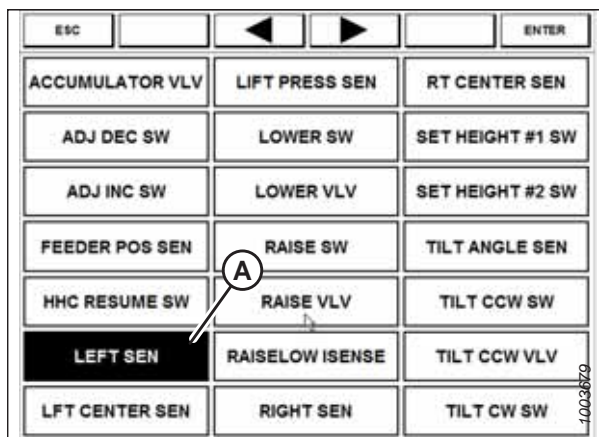 ESC ENTER
ACCUMULATOR VLV LIFT PRESS SEN RT CENTER SEN
ADJ DEC SW LOWER SW SET HEIGHT #1 SW
ADJ INC SW LOWER VLV SET HEIGHT #2 SW
FEEDER POS SEN RAISE SW TILT ANGLE SEN
A
HHC RESUME SW RAISE VLV TILT CCW SW
LEFT SEN RAISELOW ISENSE TILT CCW VLV
LFT CENTER SEN RIGHT SEN TILT CW SW
1003679